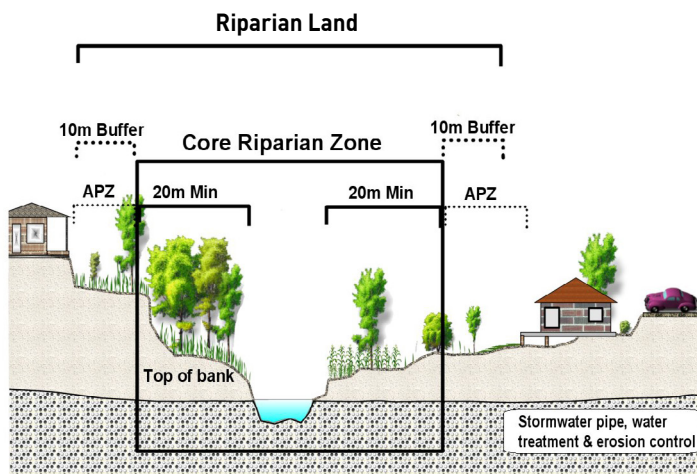 Riparian Land
10m Buffer
10m Buffer
Core Riparian Zone
APZ
20m Min
20m Min
APZ
Top of bank
Stormwater pipe, water
treatment & erosion control